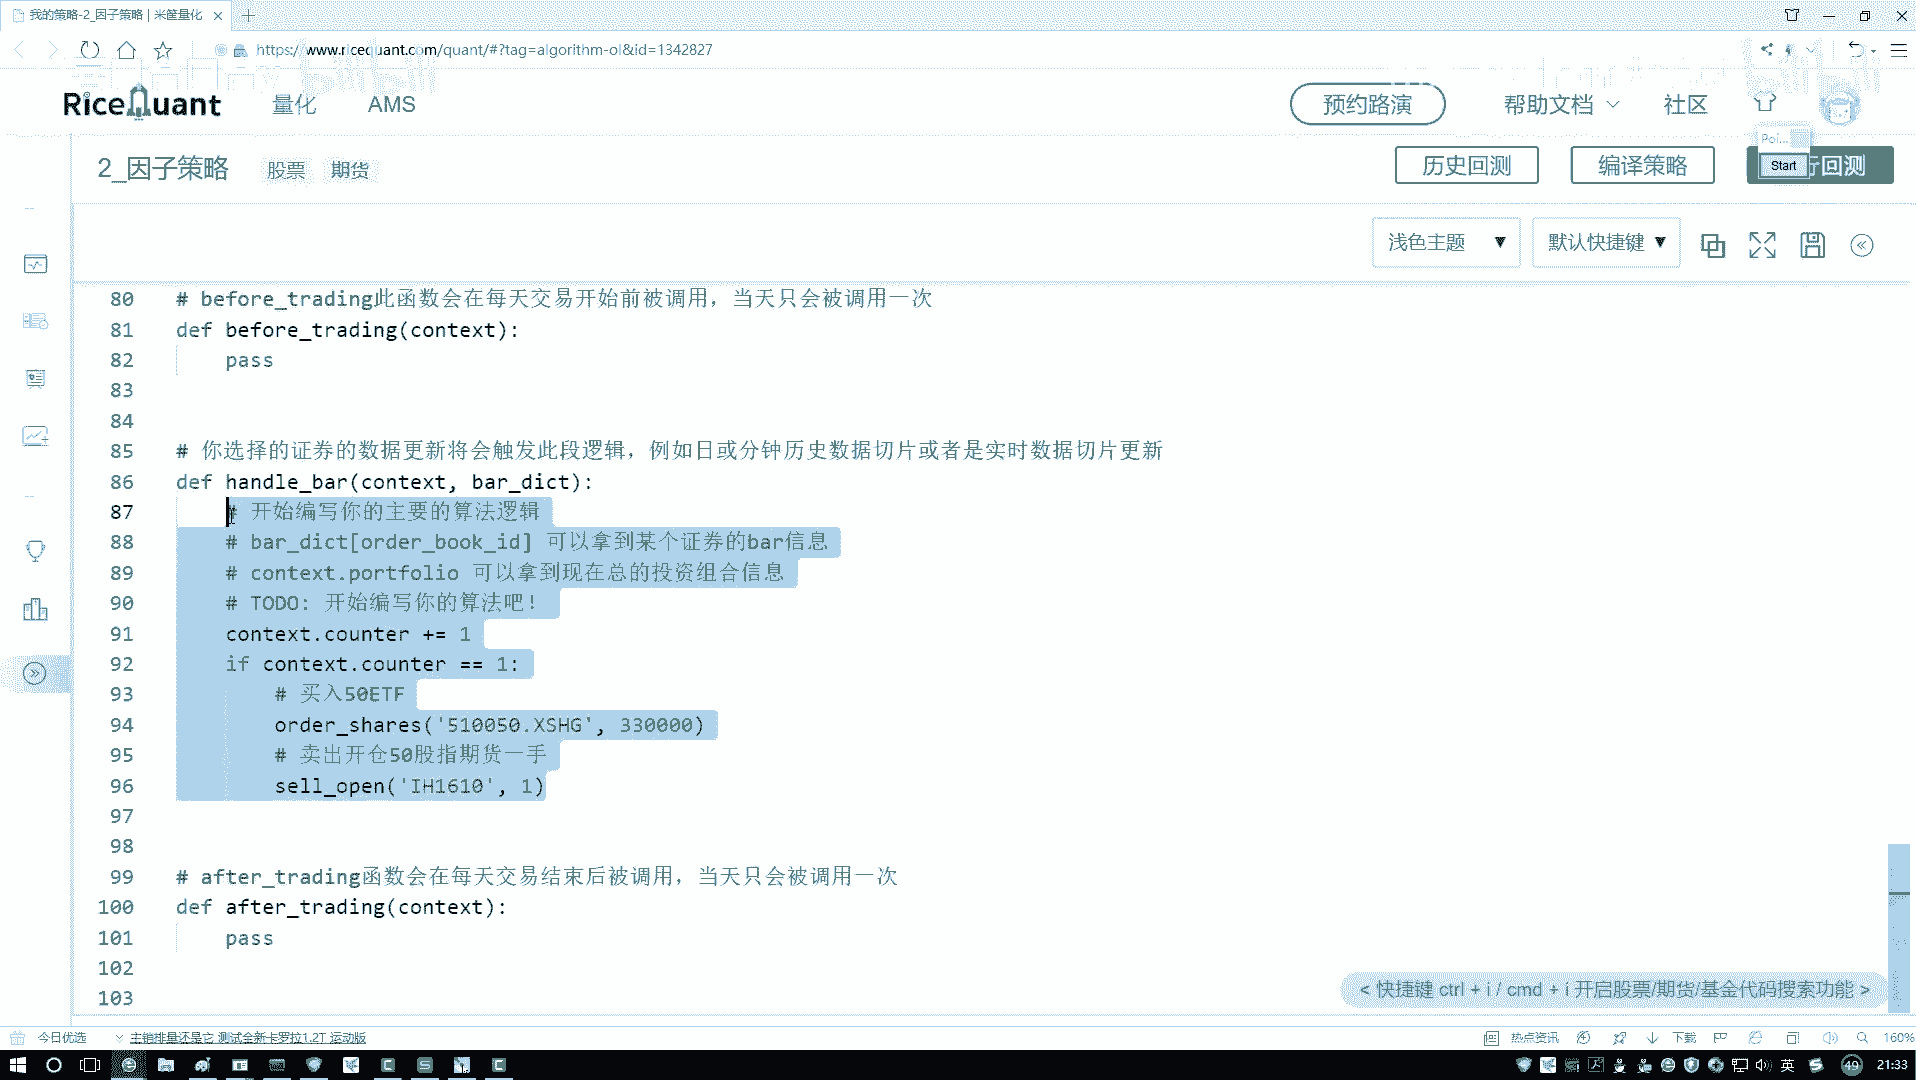 我的策略-2_因子策略 | 米筐量化
https://www.ricequant.com/quant/#?tag=algorithm-ol&id=1342827
RiceQuant 量化 AMS 预约路演 帮助文档 社区
Poi...
2_因子策略 股票 期货 历史回测 编译策略 Start 行回测
浅色主题 ▼ 默认快捷键 ▼
80 # before_trading此函数会在每天交易开始前被调用，当天只会被调用一次
81 def before_trading(context):
82 pass
83
84
85 # 你选择的证券的数据更新将会触发此段逻辑，例如日或分钟历史数据切片或者是实时数据切片更新
86 def handle_bar(context, bar_dict):
87 # 开始编写你的主要的算法逻辑
88 # bar_dict[order_book_id] 可以拿到某个证券的bar信息
89 # context.portfolio 可以拿到现在总的投资组合信息
90 # TODO: 开始编写你的算法吧！
91 context.counter += 1
92 if context.counter == 1:
93 # 买入50ETF
94 order_shares('510050.XSHG', 330000)
95 # 卖出开仓50股指期货一手
96 sell_open('IH1610', 1)
97
98
99 # after_trading函数会在每天交易结束后被调用，当天只会被调用一次
100 def after_trading(context):
101 pass
102
103
< 快捷键 ctrl + i / cmd + i 开启股票/期货/基金代码搜索功能 >
今日优选 主销排量还是它 测试全新卡罗拉1.2T 运动版 热点资讯 下载 160%
英 49 21:33